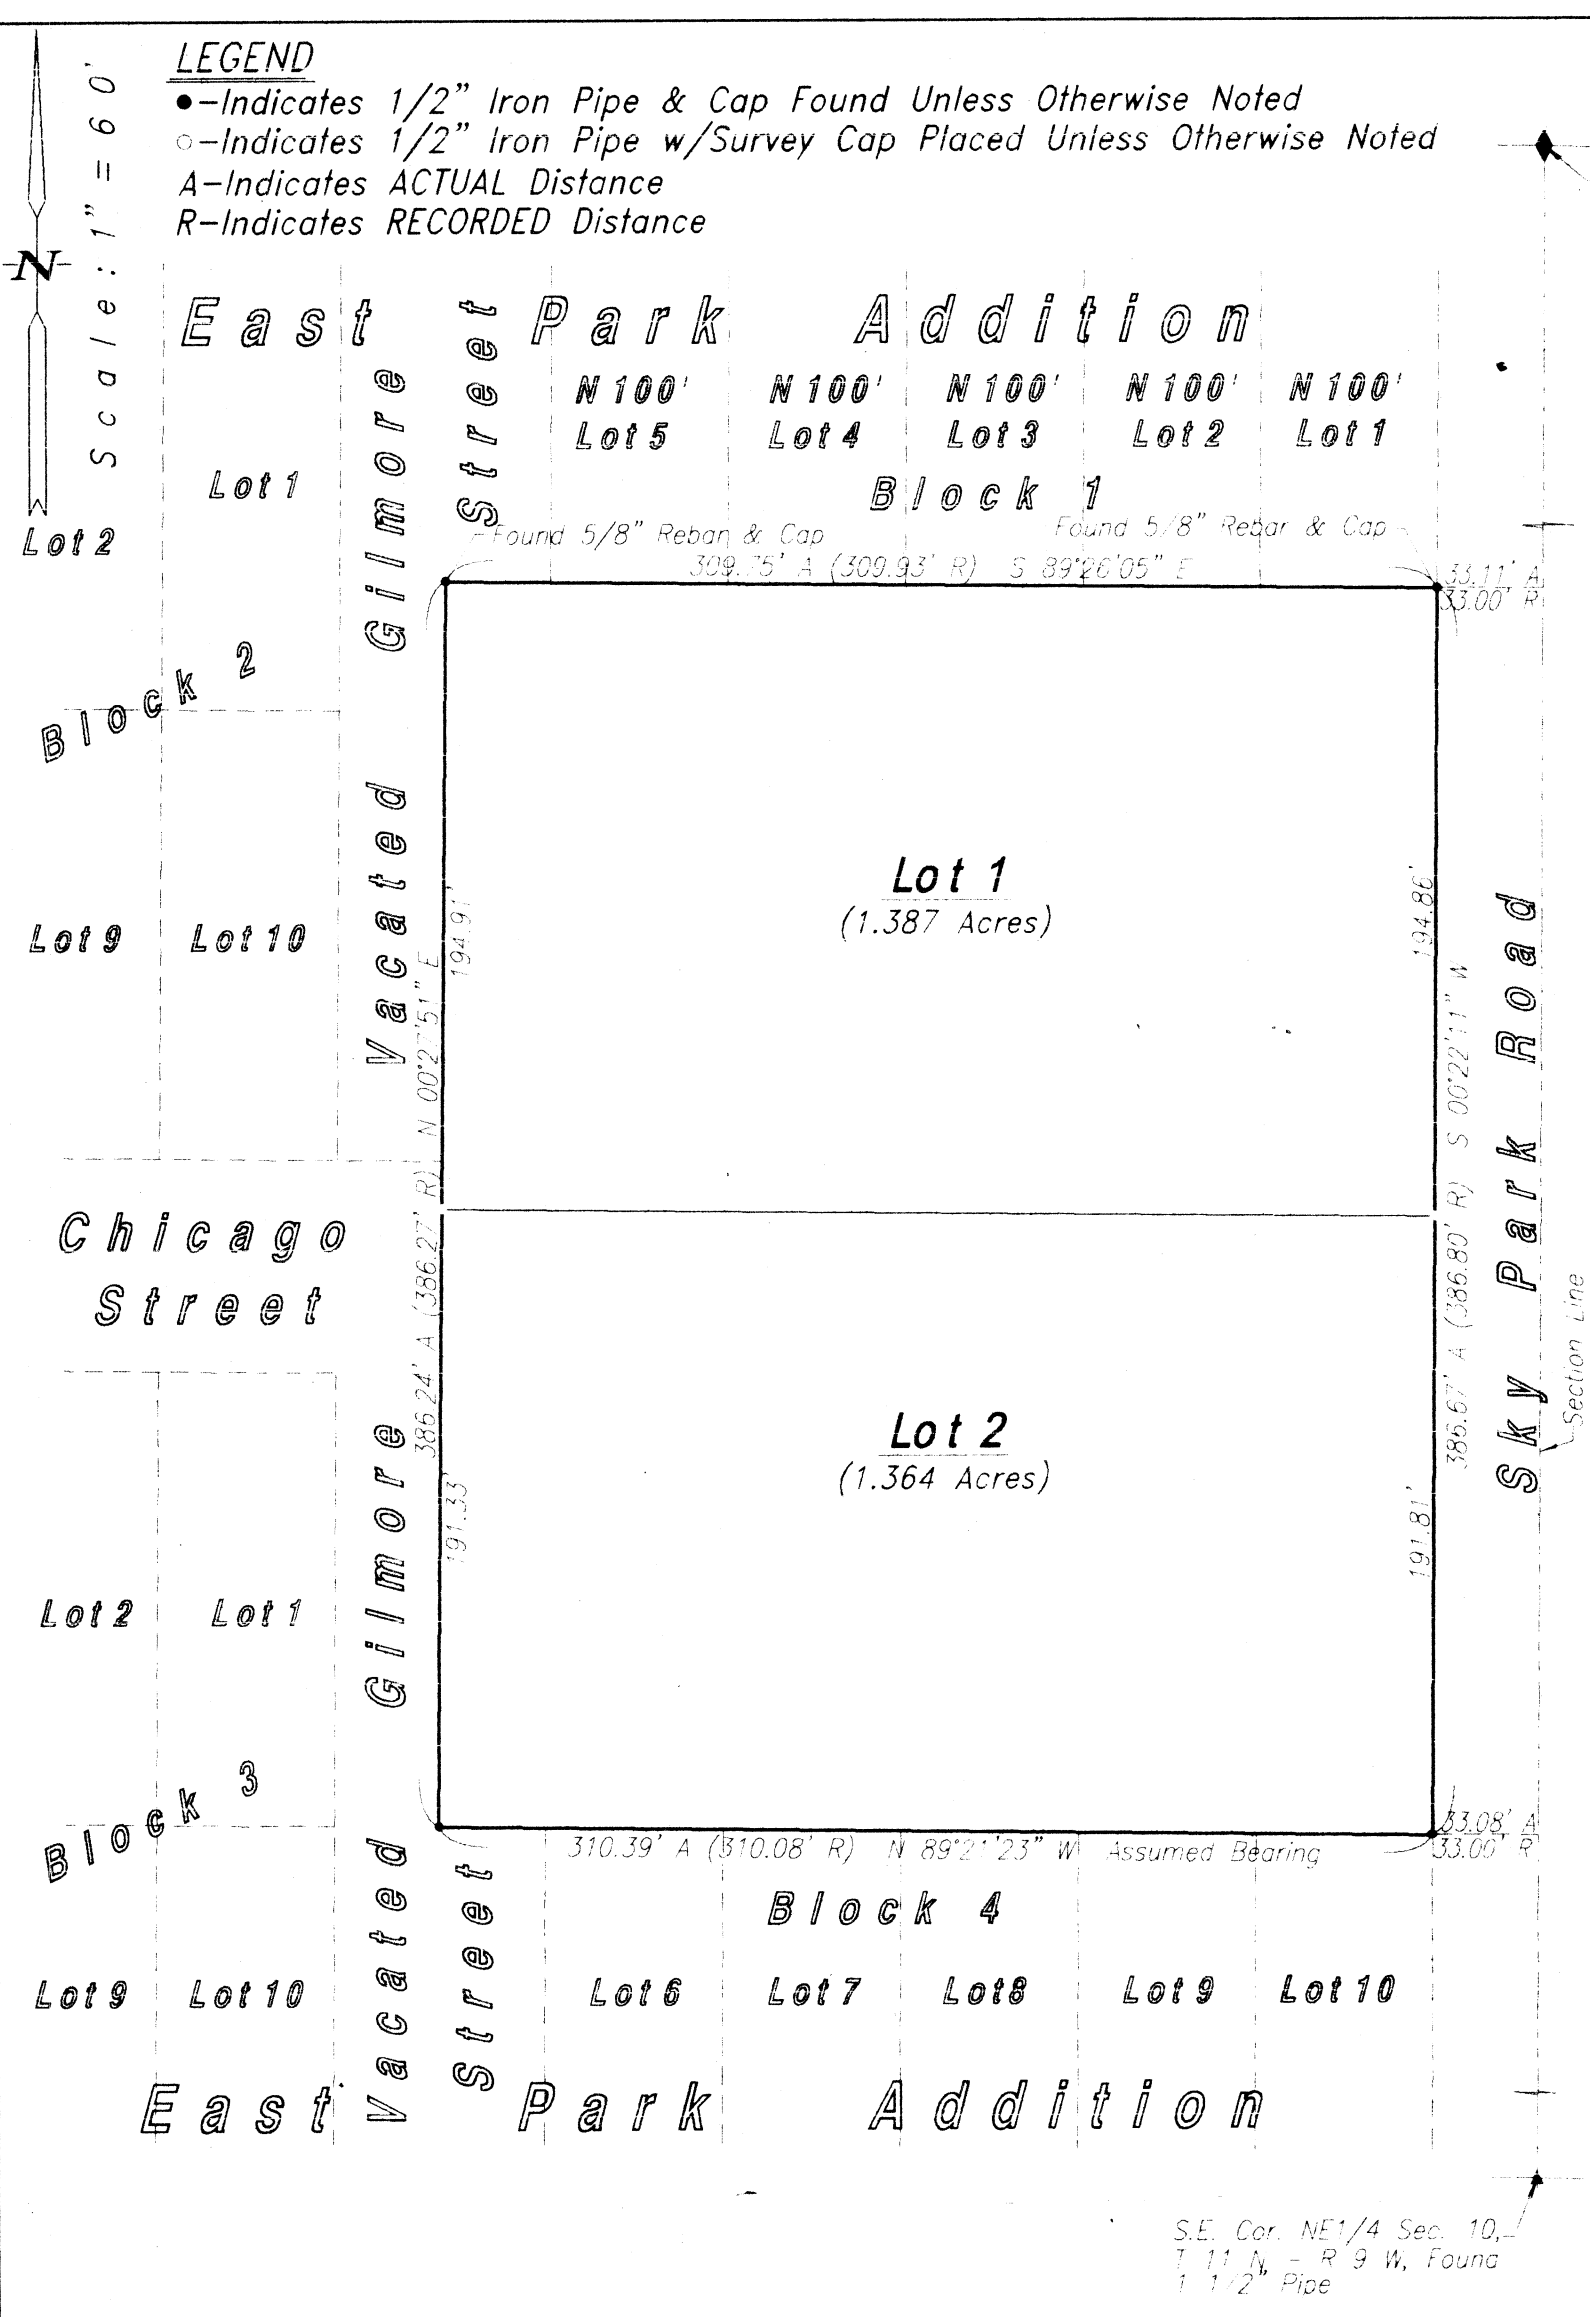 LEGEND
●-Indicates 1/2" Iron Pipe & Cap Found Unless Otherwise Noted
○-Indicates 1/2" Iron Pipe w/Survey Cap Placed Unless Otherwise Noted
A-Indicates ACTUAL Distance
R-Indicates RECORDED Distance
Scale: 1" = 60'
N
East Park Addition
N 100' N 100' N 100' N 100' N 100'
Lot 5 Lot 4 Lot 3 Lot 2 Lot 1
Block 1
Lot 1
Lot 2
Vacated Gilmore
Street
Found 5/8" Rebar & Cap
Found 5/8" Rebar & Cap
309.75' A (309.93' R) S 89°26'05" E
33.11' A
33.00' R
Block 2
Lot 9 Lot 10
Lot 1
(1.387 Acres)
194.91'
194.86'
386.24' A (386.27' R) N 00°27'51" E
386.67' A (386.80' R) S 00°22'11" W
Sky Park Road
Section Line
Chicago
Street
Lot 2
(1.364 Acres)
191.33'
191.81'
Lot 2 Lot 1
Block 3
Vacated Gilmore
Street
33.08' A
33.00' R
310.39' A (310.08' R) N 89°21'23" W Assumed Bearing
Block 4
Lot 9 Lot 10
Lot 6 Lot 7 Lot 8 Lot 9 Lot 10
East Park Addition
S.E. Cor. NE1/4 Sec. 10,
T 11 N - R 9 W, Found
1 1/2" Pipe